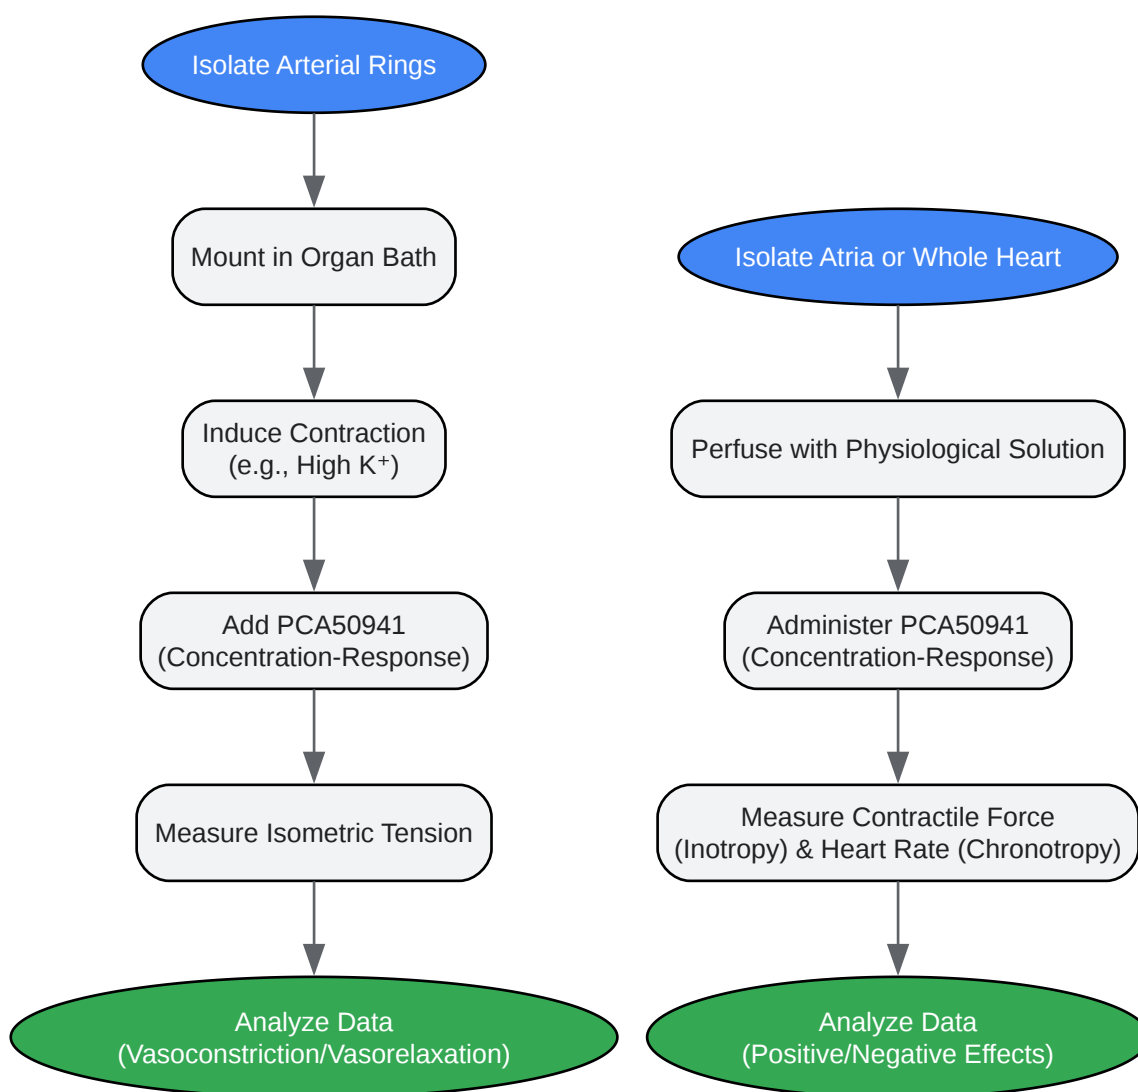 Isolate Arterial Rings
Mount in Organ Bath
Induce Contraction
(e.g., High K⁺)
Add PCA50941
(Concentration-Response)
Measure Isometric Tension
Analyze Data
(Vasoconstriction/Vasorelaxation)
Isolate Atria or Whole Heart
Perfuse with Physiological Solution
Administer PCA50941
(Concentration-Response)
Measure Contractile Force
(Inotropy) & Heart Rate (Chronotropy)
Analyze Data
(Positive/Negative Effects)